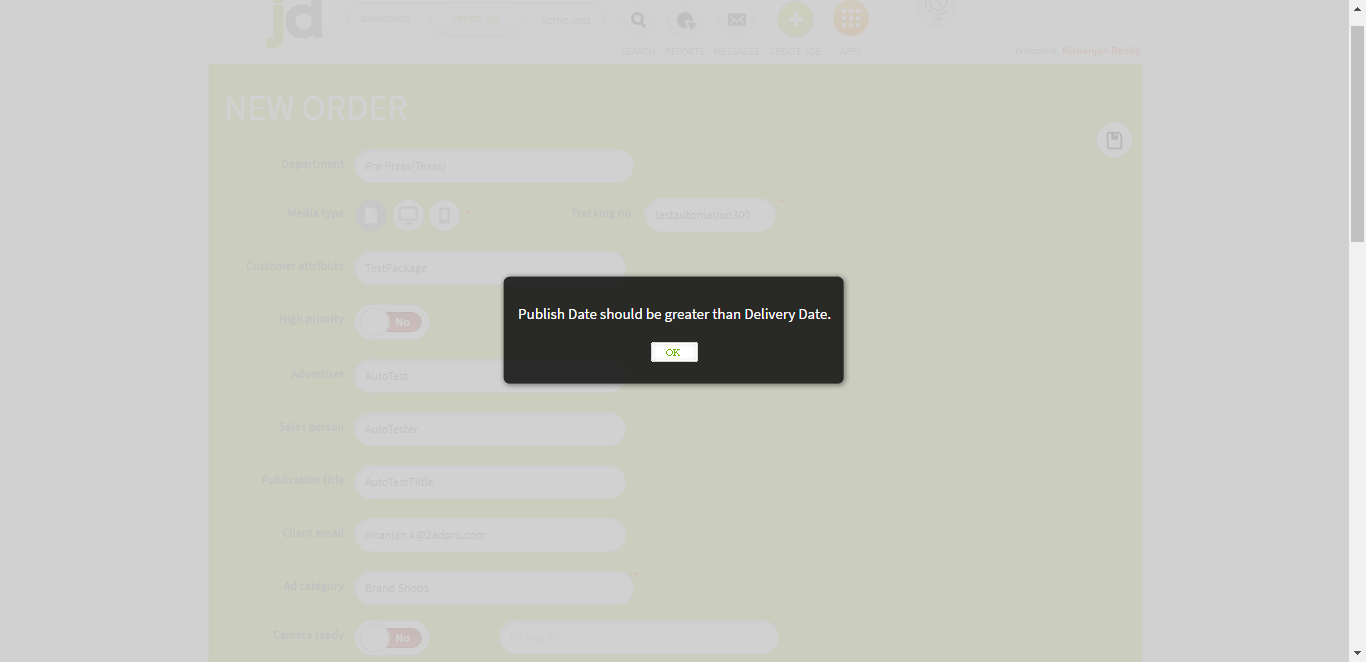 jd
DASHBOARD
CREATE JOB
ACTIVE JOBS
SEARCH
REPORTS
MESSAGES
CREATE JOB
APPS
Welcome Niranjan Reddy
NEW ORDER
Department
Pre Press(Texas)
Media type
*
Tracking no.
testautomation300
*
Customer attribute
TestPackage
High priority
No
Publish Date should be greater than Delivery Date.
OK
Advertiser
AutoTest
Sales person
AutoTester
Publication title
AutoTestTiltle
Client email
niranjan.k@2adpro.com
Ad category
Brand Shops
Camera ready
No
Pickup Ad